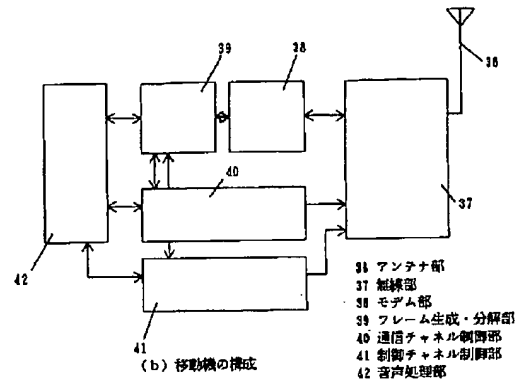 39
38
36
40
37
42
41
(b) 移動機の構成
36 アンテナ部
37 無線部
38 モデム部
39 フレーム生成・分解部
40 通信チャネル制御部
41 制御チャネル制御部
42 音声処理部